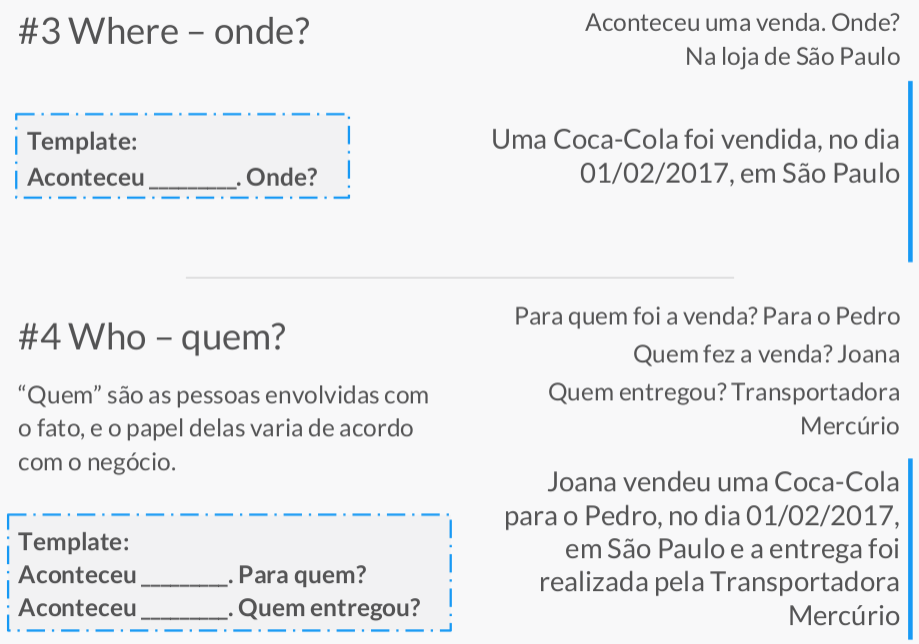 #3 Where – onde?
Aconteceu uma venda. Onde?
Na loja de São Paulo
Template:
Aconteceu _________. Onde?
Uma Coca-Cola foi vendida, no dia
01/02/2017, em São Paulo
#4 Who – quem?
“Quem” são as pessoas envolvidas com
o fato, e o papel delas varia de acordo
com o negócio.
Template:
Aconteceu _________. Para quem?
Aconteceu _________. Quem entregou?
Para quem foi a venda? Para o Pedro
Quem fez a venda? Joana
Quem entregou? Transportadora
Mercúrio
Joana vendeu uma Coca-Cola
para o Pedro, no dia 01/02/2017,
em São Paulo e a entrega foi
realizada pela Transportadora
Mercúrio